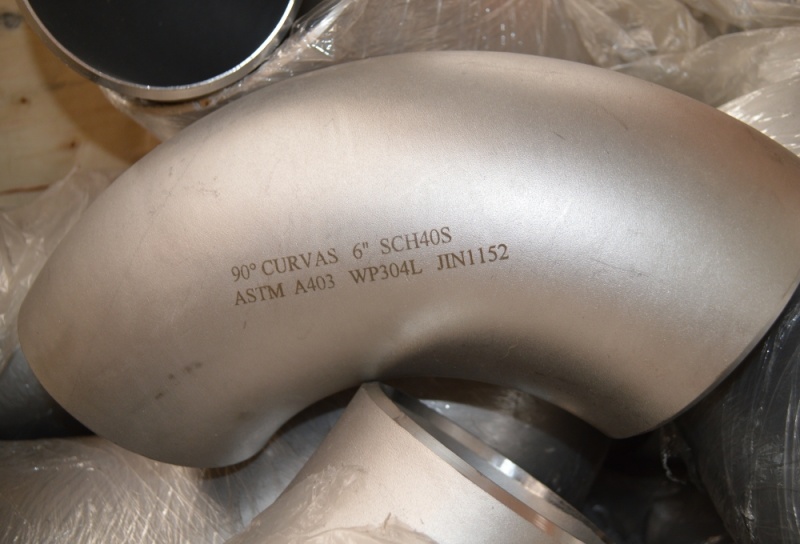 90° CURVAS 6" SCH40S
ASTM A403 WP304L JIN1152